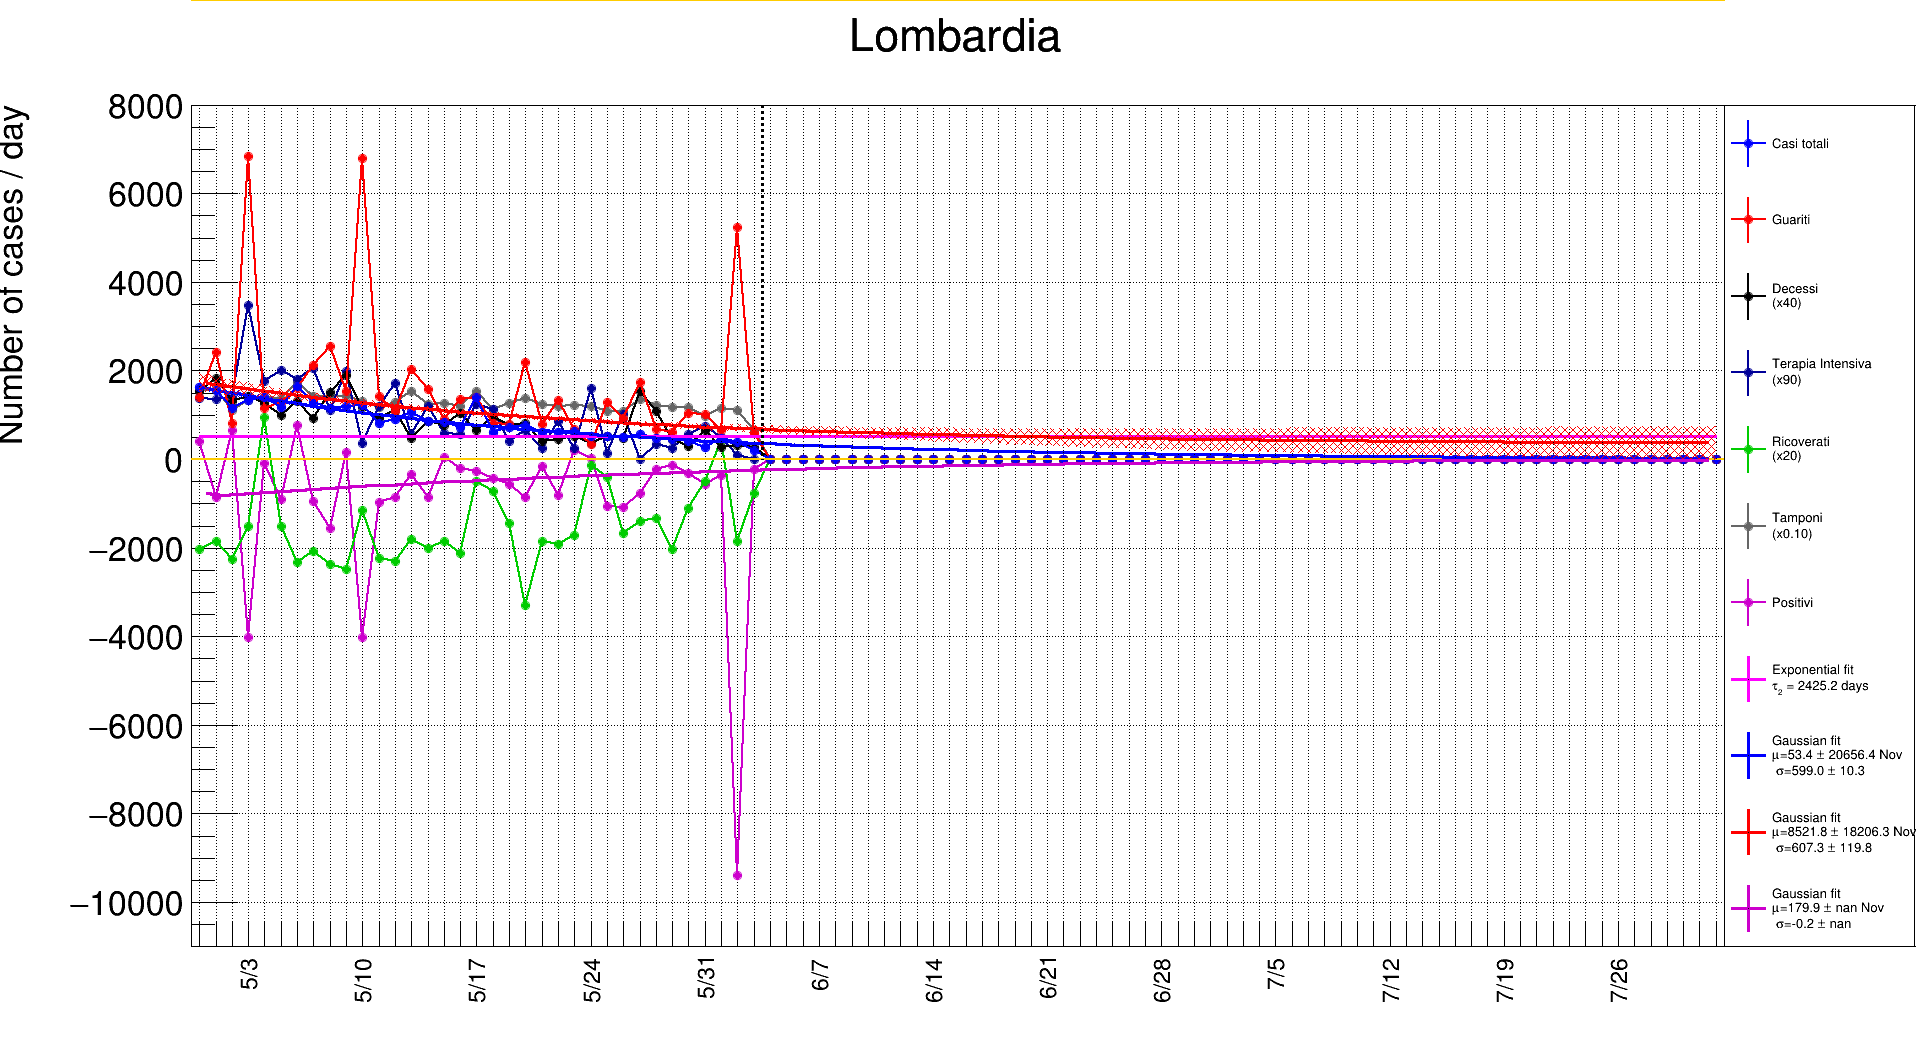 Lombardia
Number of cases / day
8000
6000
4000
2000
0
−2000
−4000
−6000
−8000
−10000
5/3
5/10
5/17
5/24
5/31
6/7
6/14
6/21
6/28
7/5
7/12
7/19
7/26
Casi totali
Guariti
Decessi
(x40)
Terapia Intensiva
(x90)
Ricoverati
(x20)
Tamponi
(x0.10)
Positivi
Exponential fit
τ₂ = 2425.2 days
Gaussian fit
μ=53.4 ± 20656.4 Nov
σ=599.0 ± 10.3
Gaussian fit
μ=8521.8 ± 18206.3 Nov
σ=607.3 ± 119.8
Gaussian fit
μ=179.9 ± nan Nov
σ=-0.2 ± nan